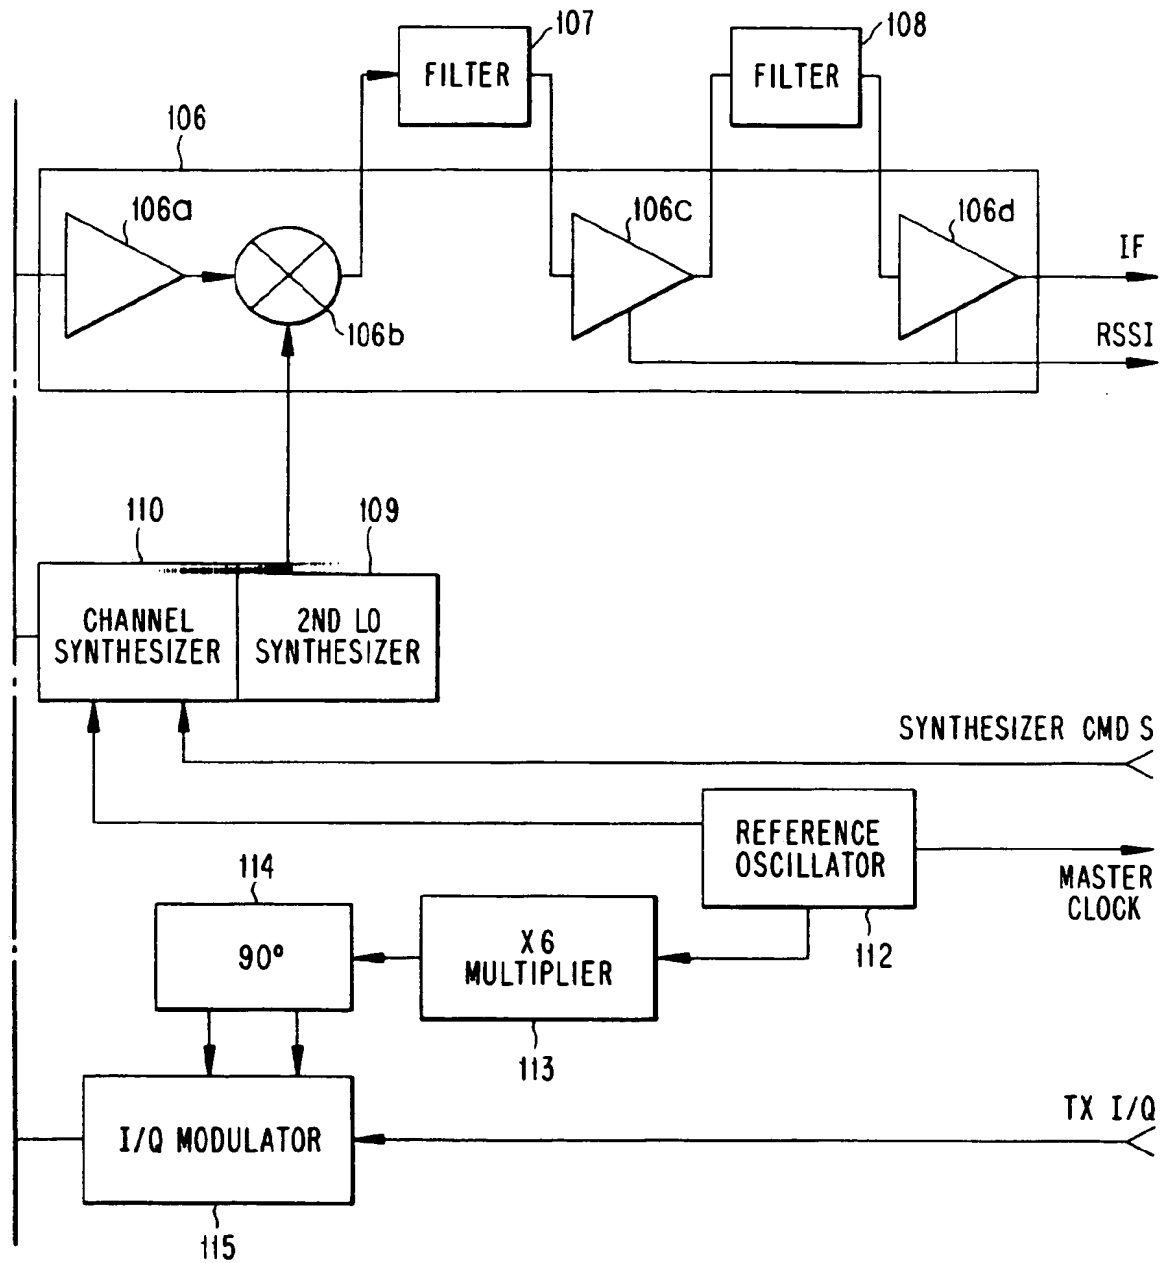 107
108
FILTER
FILTER
106
106a
106c
106d
IF
106b
RSSI
110
109
CHANNEL
SYNTHESIZER
2ND LO
SYNTHESIZER
SYNTHESIZER CMD S
REFERENCE
OSCILLATOR
MASTER
CLOCK
114
90°
X6
MULTIPLIER
112
113
TX I/Q
I/Q MODULATOR
115